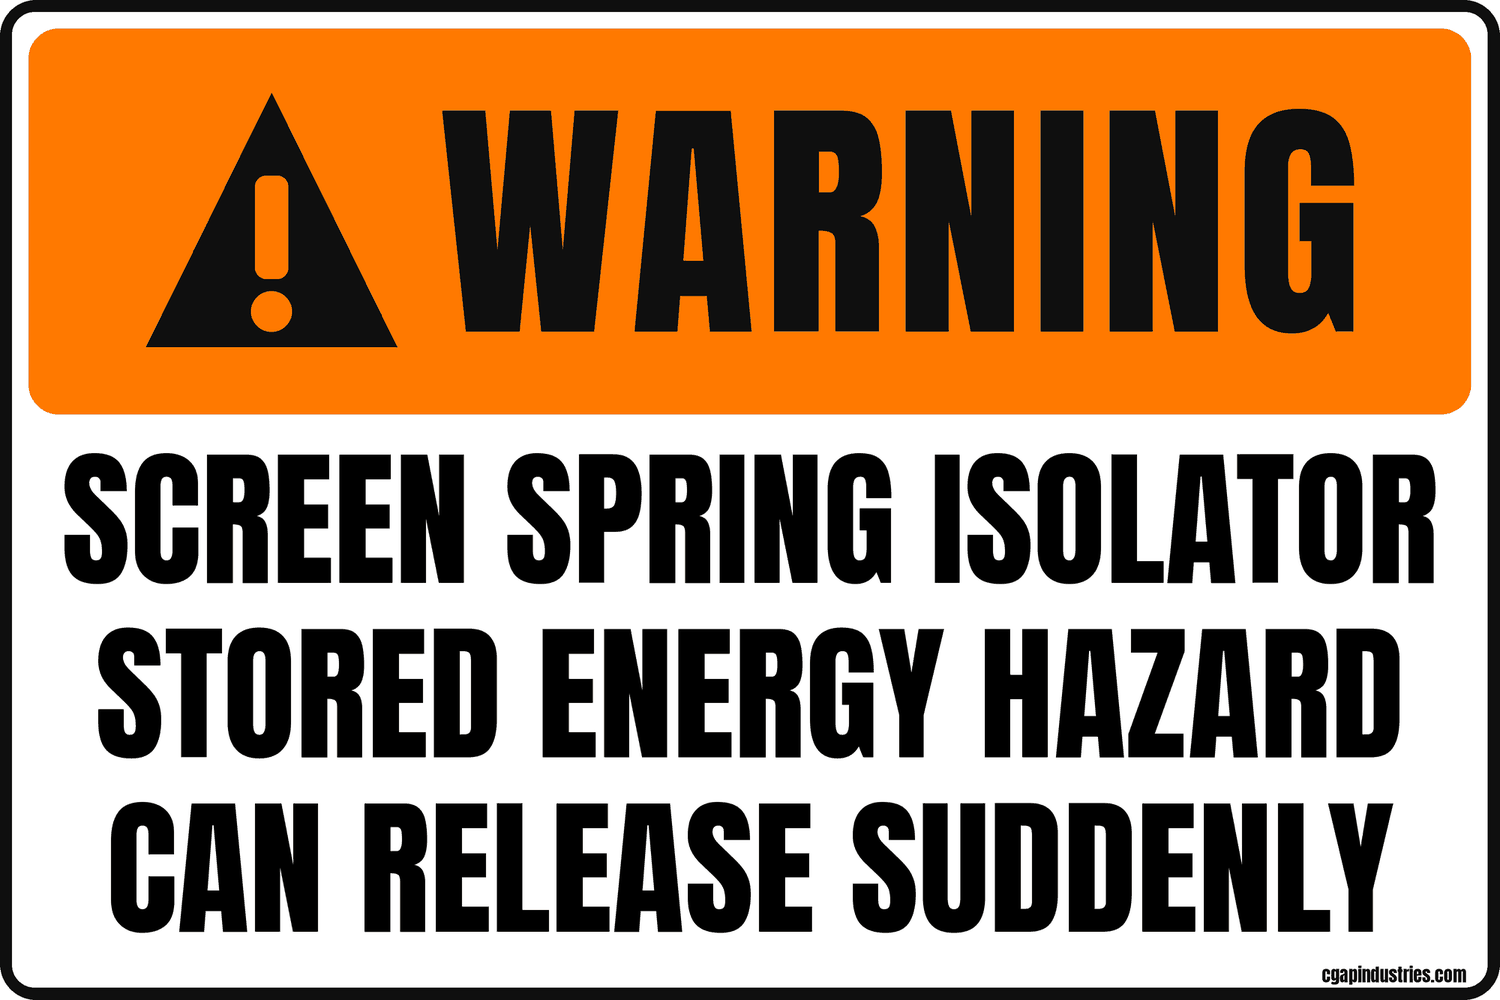 WARNING
SCREEN SPRING ISOLATOR
STORED ENERGY HAZARD
CAN RELEASE SUDDENLY
cgapindustries.com